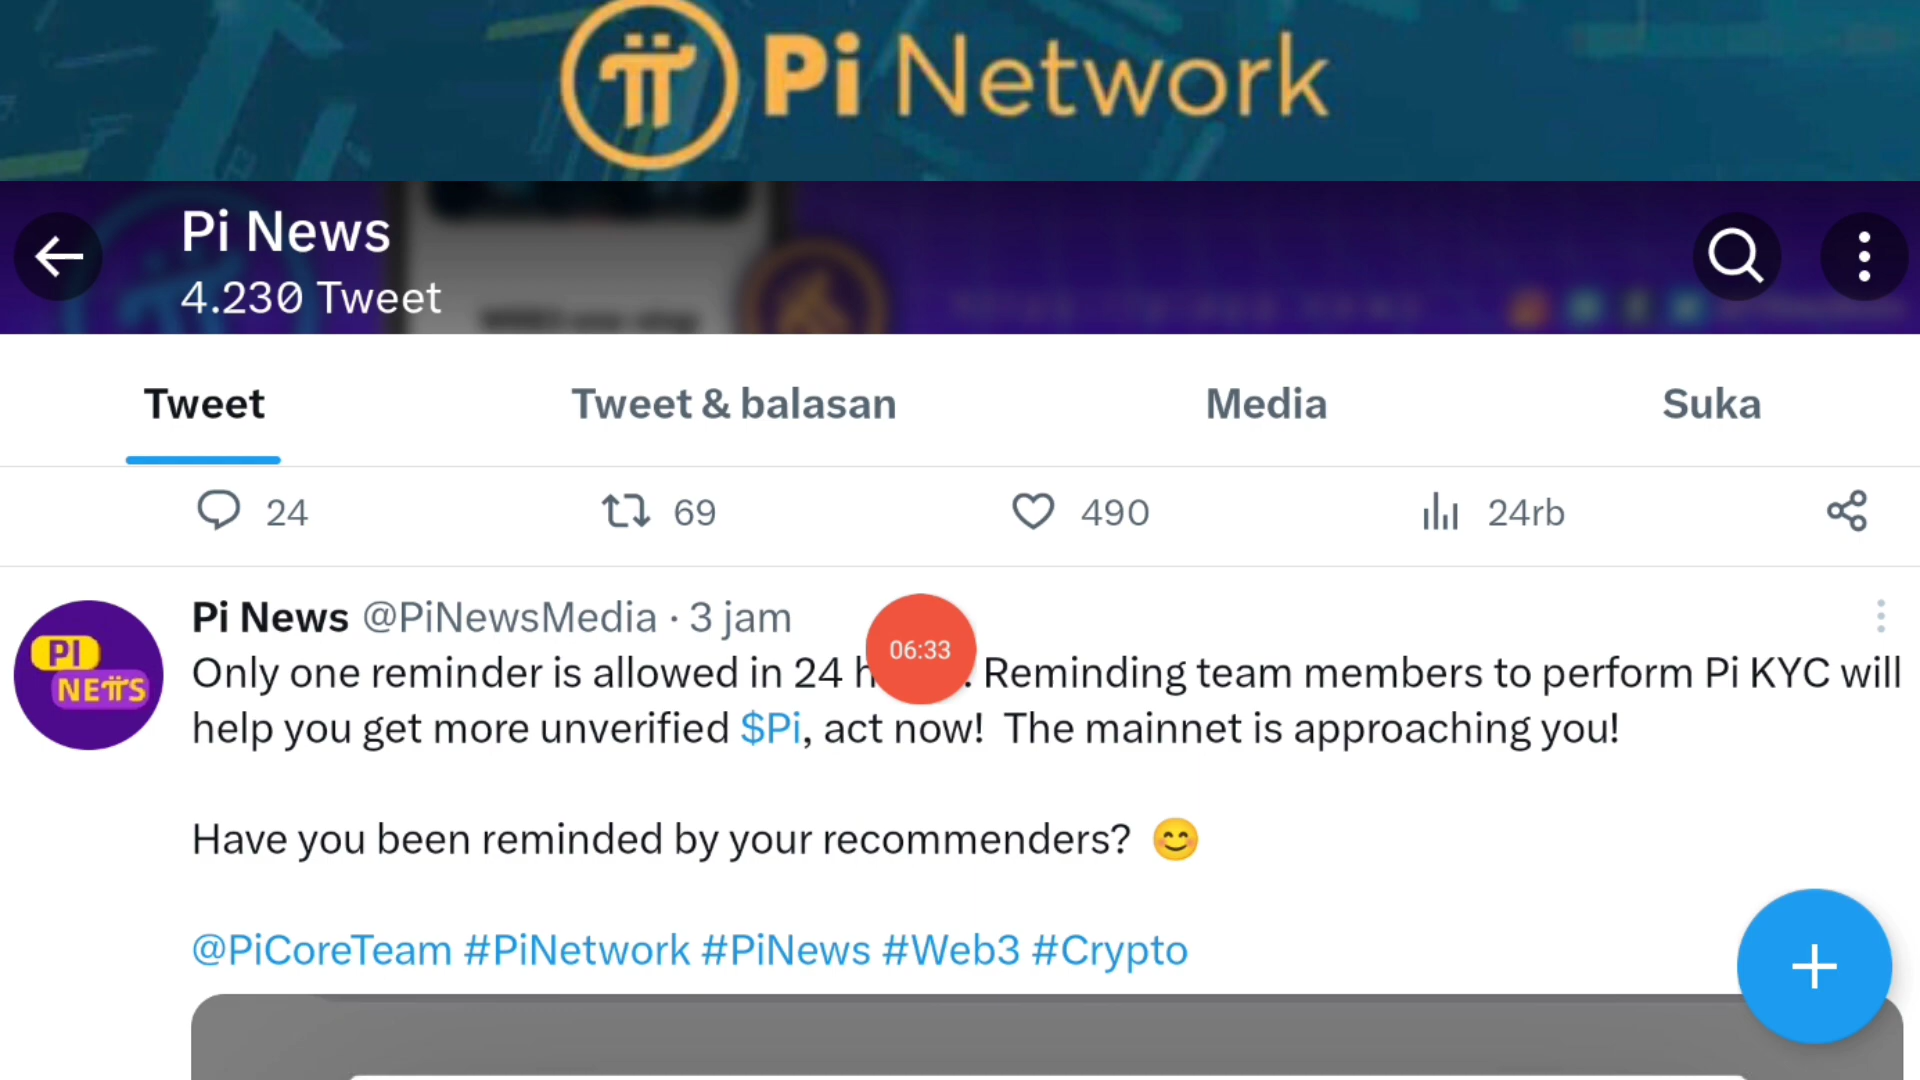 Pi Network
Pi News
4.230 Tweet
Tweet
Tweet & balasan
Media
Suka
24
69
490
24rb
Pi News @PiNewsMedia · 3 jam
PI
NEWS
06:33
Only one reminder is allowed in 24 h . Reminding team members to perform Pi KYC will
help you get more unverified $Pi, act now! The mainnet is approaching you!
Have you been reminded by your recommenders? 😊
@PiCoreTeam #PiNetwork #PiNews #Web3 #Crypto